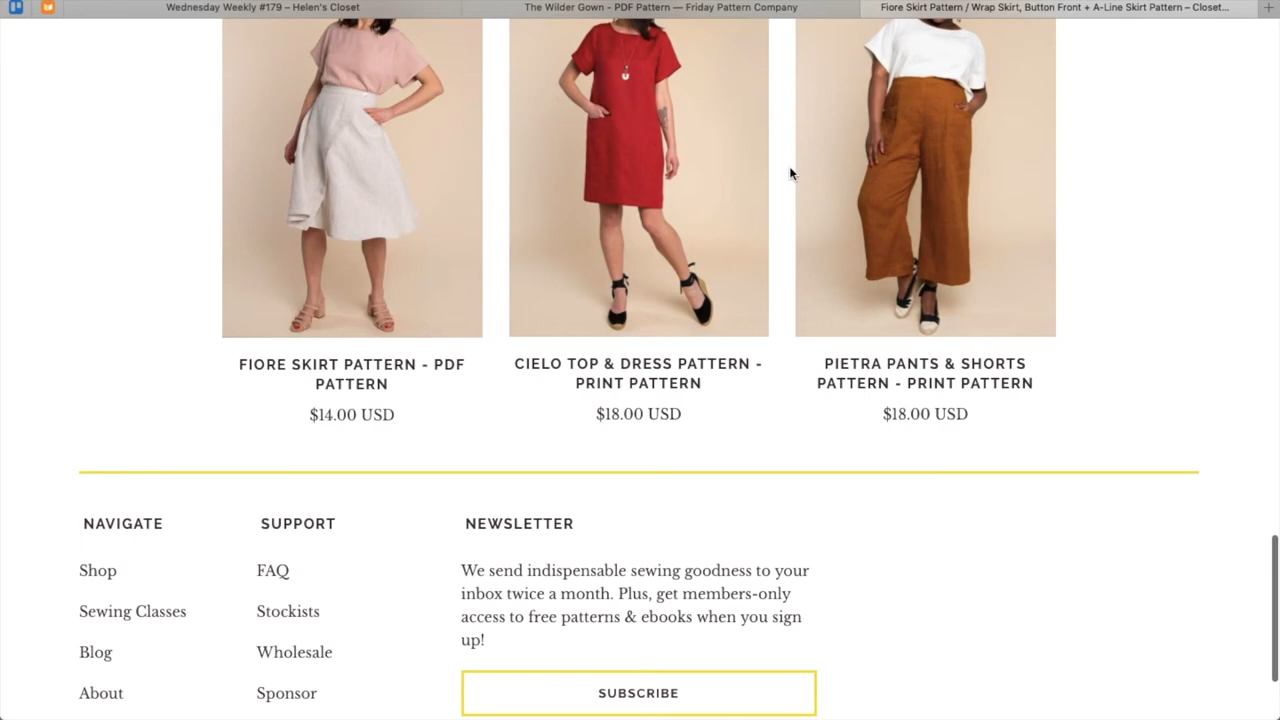 Wednesday Weekly #179 – Helen's Closet
The Wilder Gown - PDF Pattern — Friday Pattern Company
Fiore Skirt Pattern / Wrap Skirt, Button Front + A-Line Skirt Pattern – Closet...
FIORE SKIRT PATTERN - PDF
PATTERN
$14.00 USD
CIELO TOP & DRESS PATTERN -
PRINT PATTERN
$18.00 USD
PIETRA PANTS & SHORTS
PATTERN - PRINT PATTERN
$18.00 USD
NAVIGATE
Shop
Sewing Classes
Blog
About
SUPPORT
FAQ
Stockists
Wholesale
Sponsor
NEWSLETTER
We send indispensable sewing goodness to your
inbox twice a month. Plus, get members-only
access to free patterns & ebooks when you sign
up!
SUBSCRIBE